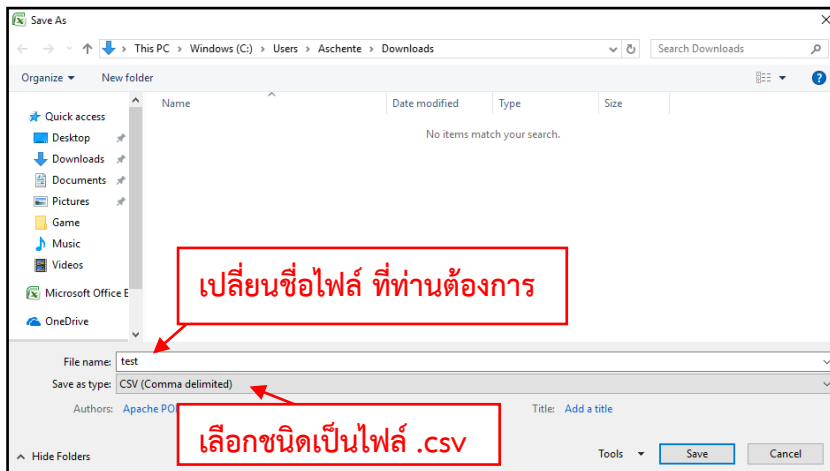 Save As
This PC > Windows (C:) > Users > Aschente > Downloads
Search Downloads
Organize
New folder
Name
Date modified
Type
Size
No items match your search.
Quick access
Desktop
Downloads
Documents
Pictures
Game
Music
Videos
Microsoft Office E
OneDrive
เปลี่ยนชื่อไฟล์ ที่ท่านต้องการ
File name: test
Save as type: CSV (Comma delimited)
Authors: Apache POI
Title: Add a title
เลือกชนิดเป็นไฟล์ .csv
Hide Folders
Tools
Save
Cancel